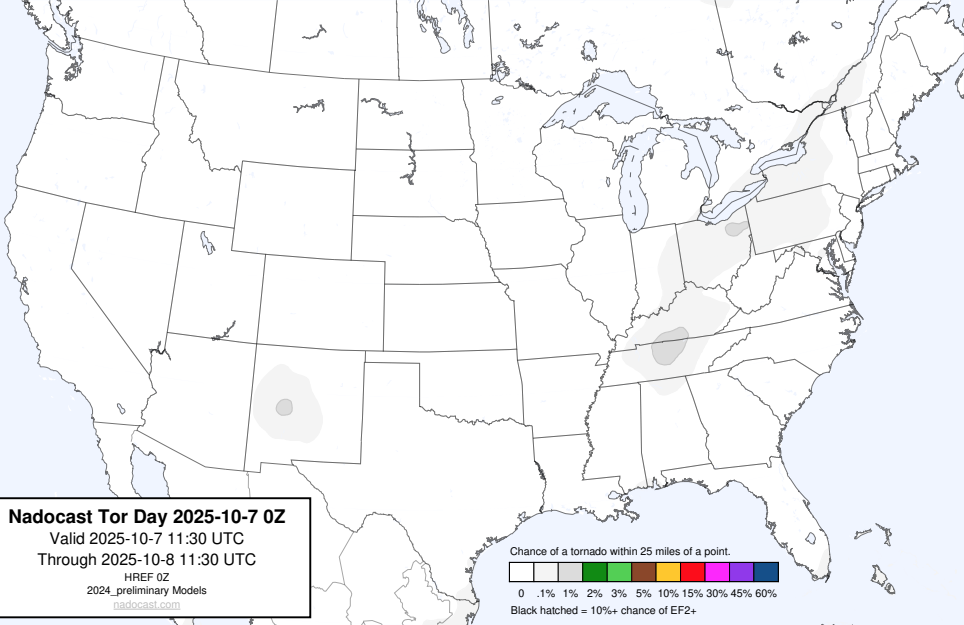 Nadocast Tor Day 2025-10-7 0Z
Valid 2025-10-7 11:30 UTC
Through 2025-10-8 11:30 UTC
HREF 0Z
2024_preliminary Models
nadocast.com
Chance of a tornado within 25 miles of a point.
0 .1% 1% 2% 3% 5% 10% 15% 30% 45% 60%
Black hatched = 10%+ chance of EF2+